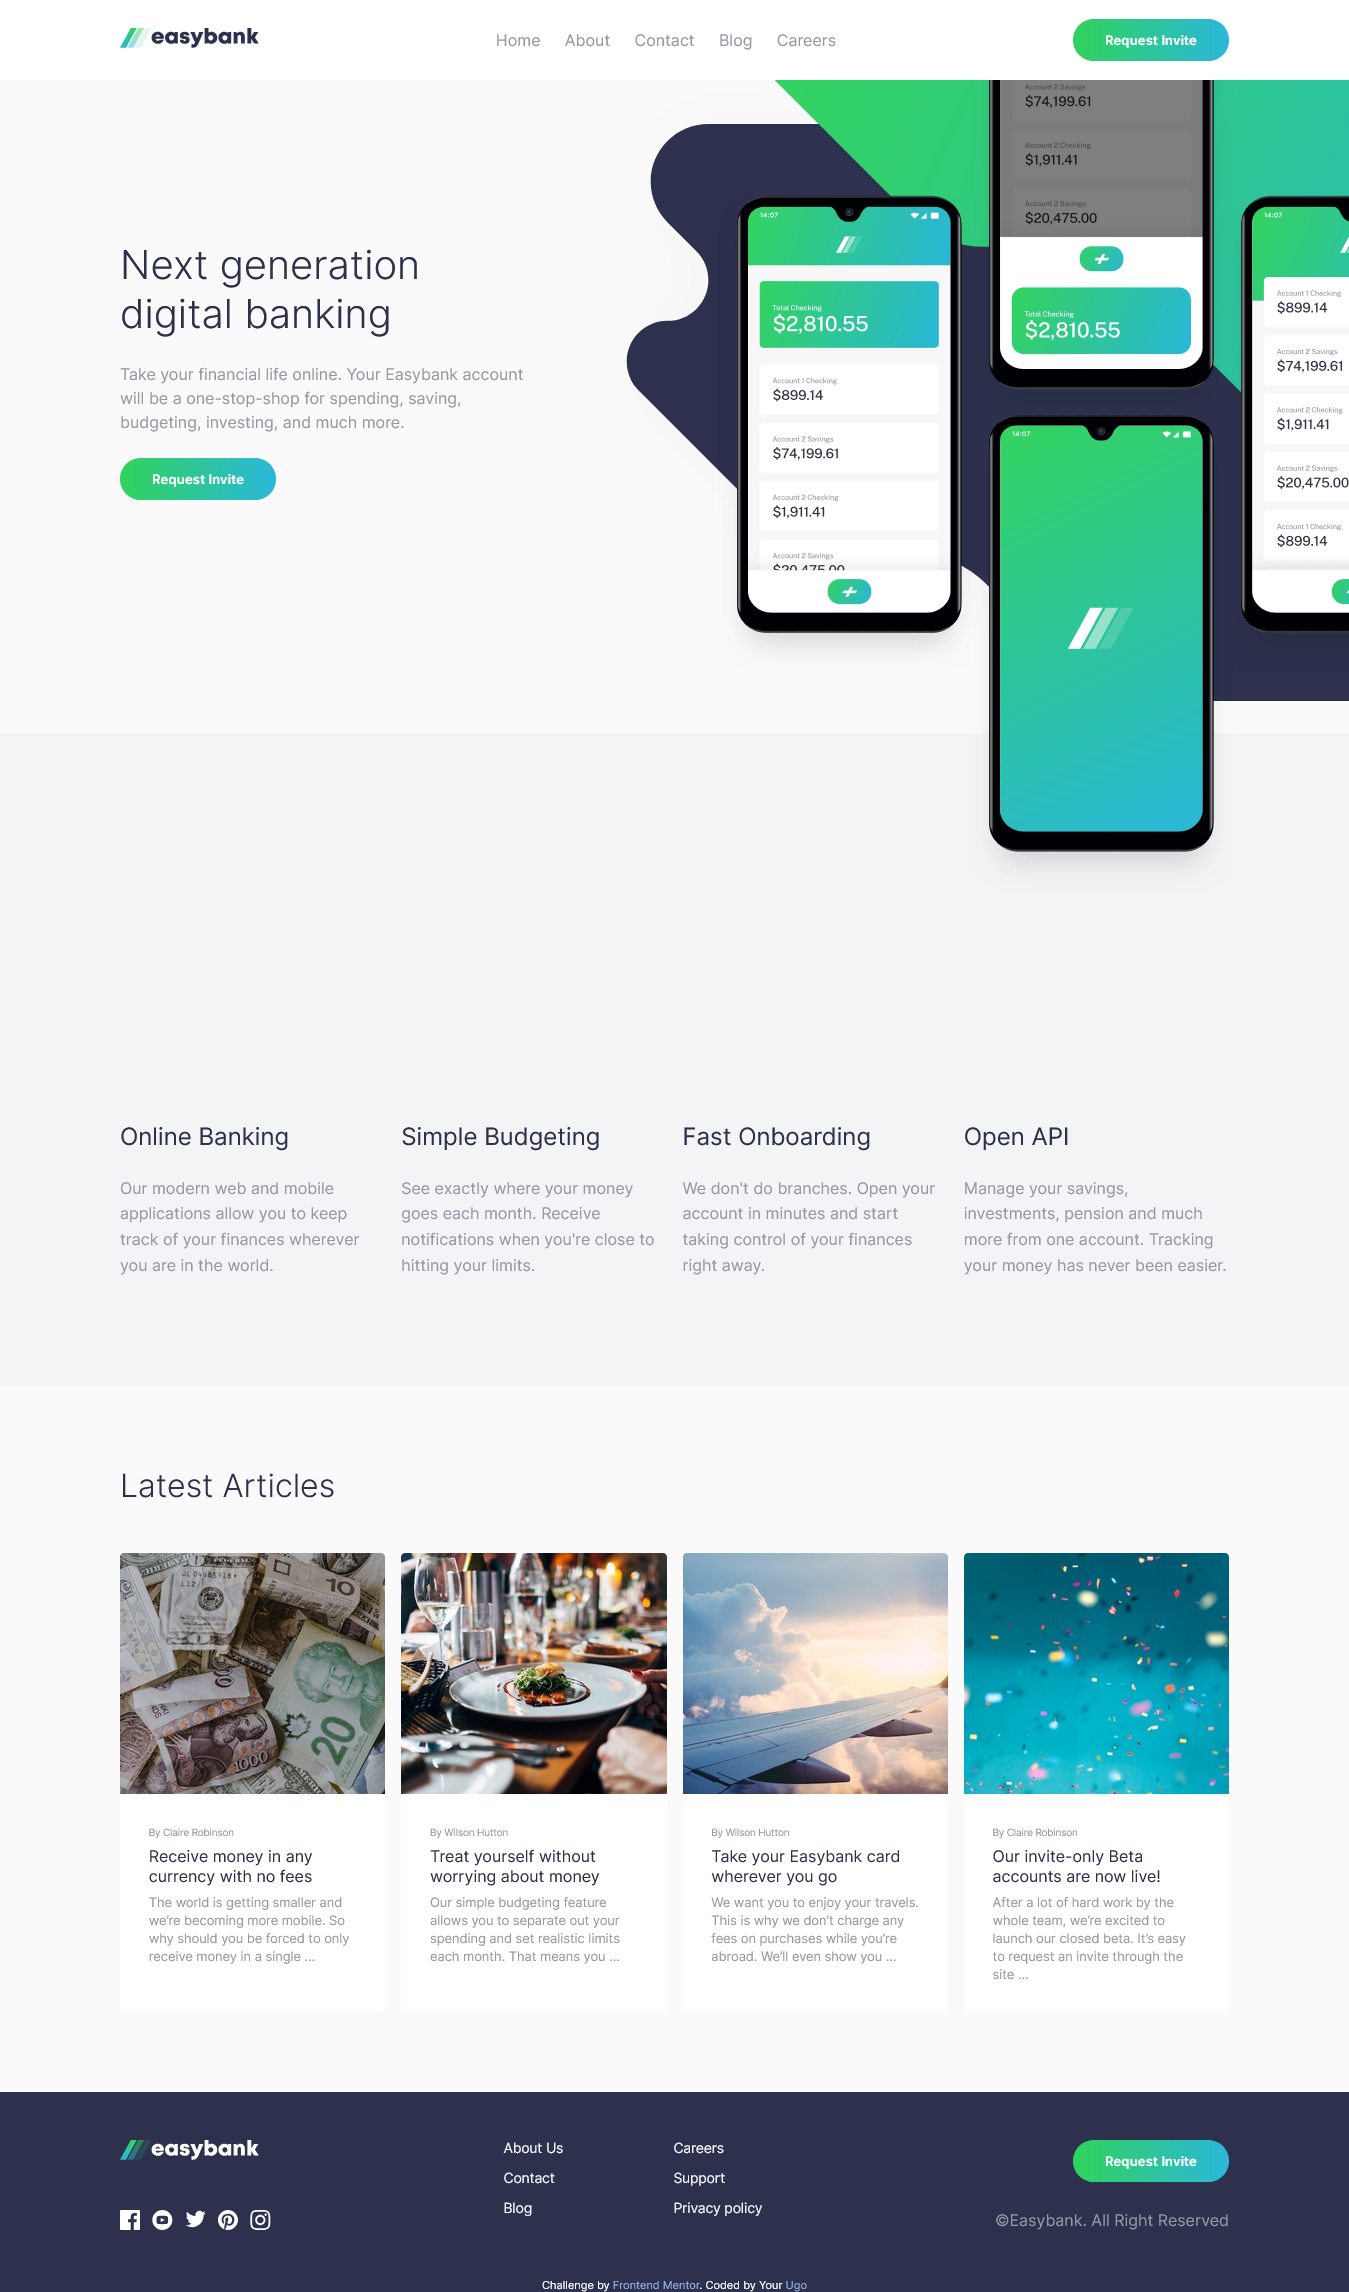 easybank
Home About Contact Blog Careers
Request Invite
Next generation
digital banking
Take your financial life online. Your Easybank account
will be a one-stop-shop for spending, saving,
budgeting, investing, and much more.
Request Invite
14:07
Total Checking
$2,810.55
Account 1 Checking
$899.14
Account 2 Savings
$74,199.61
Account 2 Checking
$1,911.41
Account 2 Savings
$20,475.00
Account 2 Savings
$74,199.61
Account 2 Checking
$1,911.41
Account 2 Savings
$20,475.00
Total Checking
$2,810.55
14:07
14:07
Account 1 Checking
$899.14
Account 2 Savings
$74,199.61
Account 2 Checking
$1,911.41
Account 2 Savings
$20,475.00
Account 1 Checking
$899.14
Online Banking
Our modern web and mobile
applications allow you to keep
track of your finances wherever
you are in the world.
Simple Budgeting
See exactly where your money
goes each month. Receive
notifications when you're close to
hitting your limits.
Fast Onboarding
We don't do branches. Open your
account in minutes and start
taking control of your finances
right away.
Open API
Manage your savings,
investments, pension and much
more from one account. Tracking
your money has never been easier.
Latest Articles
FEDERAL
JL04685918*
L12
10
20
1000
By Claire Robinson
Receive money in any
currency with no fees
The world is getting smaller and
we're becoming more mobile. So
why should you be forced to only
receive money in a single ...
By Wilson Hutton
Treat yourself without
worrying about money
Our simple budgeting feature
allows you to separate out your
spending and set realistic limits
each month. That means you ...
By Wilson Hutton
Take your Easybank card
wherever you go
We want you to enjoy your travels.
This is why we don't charge any
fees on purchases while you're
abroad. We'll even show you ...
By Claire Robinson
Our invite-only Beta
accounts are now live!
After a lot of hard work by the
whole team, we're excited to
launch our closed beta. It's easy
to request an invite through the
site ...
easybank
About Us
Contact
Blog
Careers
Support
Privacy policy
Request Invite
©Easybank. All Right Reserved
Challenge by Frontend Mentor. Coded by Your Ugo